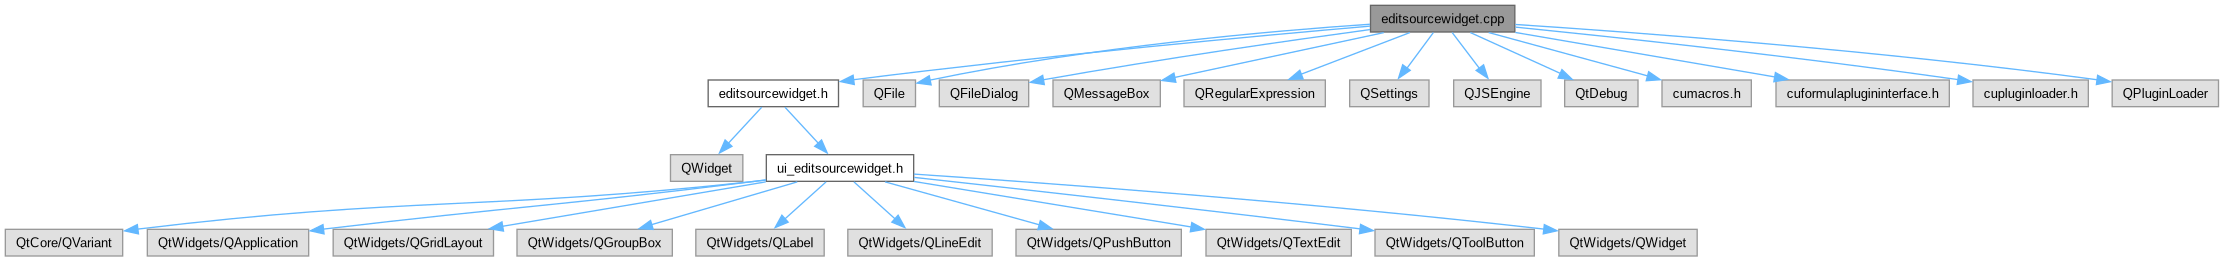 editsourcewidget.cpp
editsourcewidget.h
QFile
QFileDialog
QMessageBox
QRegularExpression
QSettings
QJSEngine
QtDebug
cumacros.h
cuformulaplugininterface.h
cupluginloader.h
QPluginLoader
QWidget
ui_editsourcewidget.h
QtCore/QVariant
QtWidgets/QApplication
QtWidgets/QGridLayout
QtWidgets/QGroupBox
QtWidgets/QLabel
QtWidgets/QLineEdit
QtWidgets/QPushButton
QtWidgets/QTextEdit
QtWidgets/QToolButton
QtWidgets/QWidget